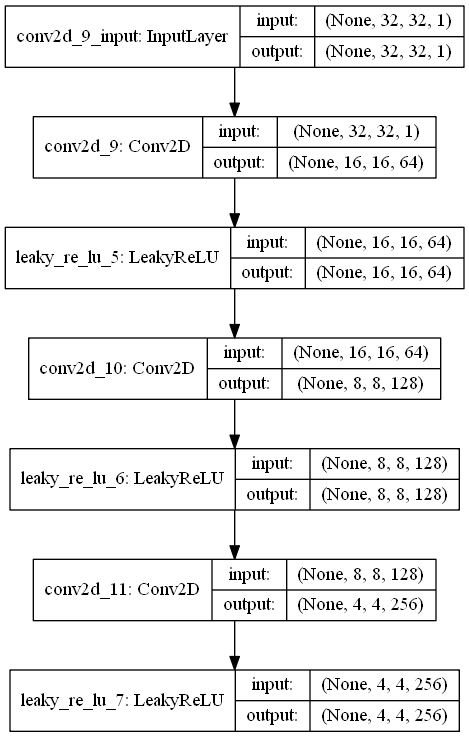 conv2d_9_input: InputLayer
input: (None, 32, 32, 1)
output: (None, 32, 32, 1)
conv2d_9: Conv2D
input: (None, 32, 32, 1)
output: (None, 16, 16, 64)
leaky_re_lu_5: LeakyReLU
input: (None, 16, 16, 64)
output: (None, 16, 16, 64)
conv2d_10: Conv2D
input: (None, 16, 16, 64)
output: (None, 8, 8, 128)
leaky_re_lu_6: LeakyReLU
input: (None, 8, 8, 128)
output: (None, 8, 8, 128)
conv2d_11: Conv2D
input: (None, 8, 8, 128)
output: (None, 4, 4, 256)
leaky_re_lu_7: LeakyReLU
input: (None, 4, 4, 256)
output: (None, 4, 4, 256)